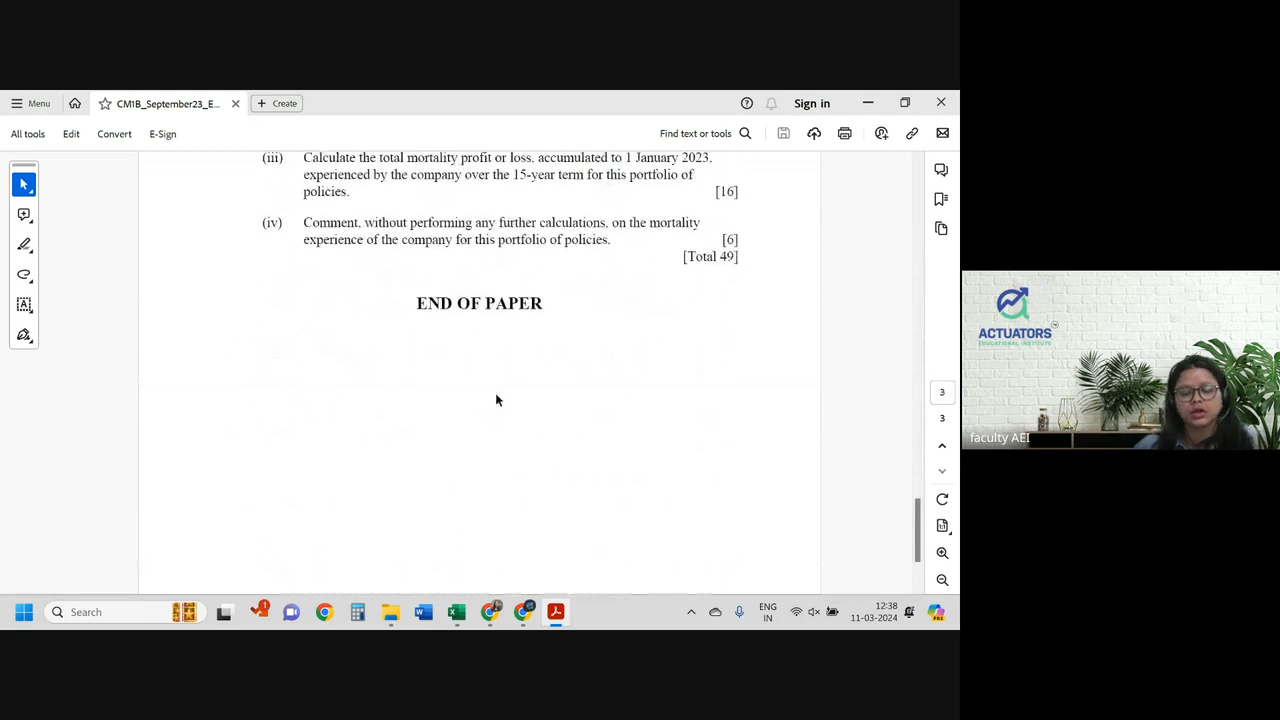 Menu
CM1B_September23_E...
Create
Sign in
All tools
Edit
Convert
E-Sign
Find text or tools
(iii) Calculate the total mortality profit or loss, accumulated to 1 January 2023,
experienced by the company over the 15-year term for this portfolio of
policies. [16]
(iv) Comment, without performing any further calculations, on the mortality
experience of the company for this portfolio of policies. [6]
[Total 49]
END OF PAPER
3
3
ACTUATORS
EDUCATIONAL INSTITUTE
faculty AEI
Search
ENG
IN
12:38
11-03-2024